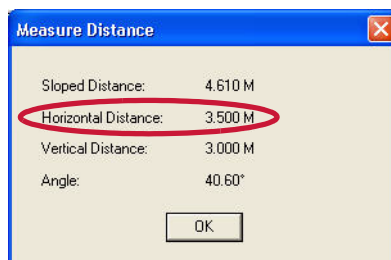 Measure Distance
Sloped Distance: 4.610 M
Horizontal Distance: 3.500 M
Vertical Distance: 3.000 M
Angle: 40.60°
OK